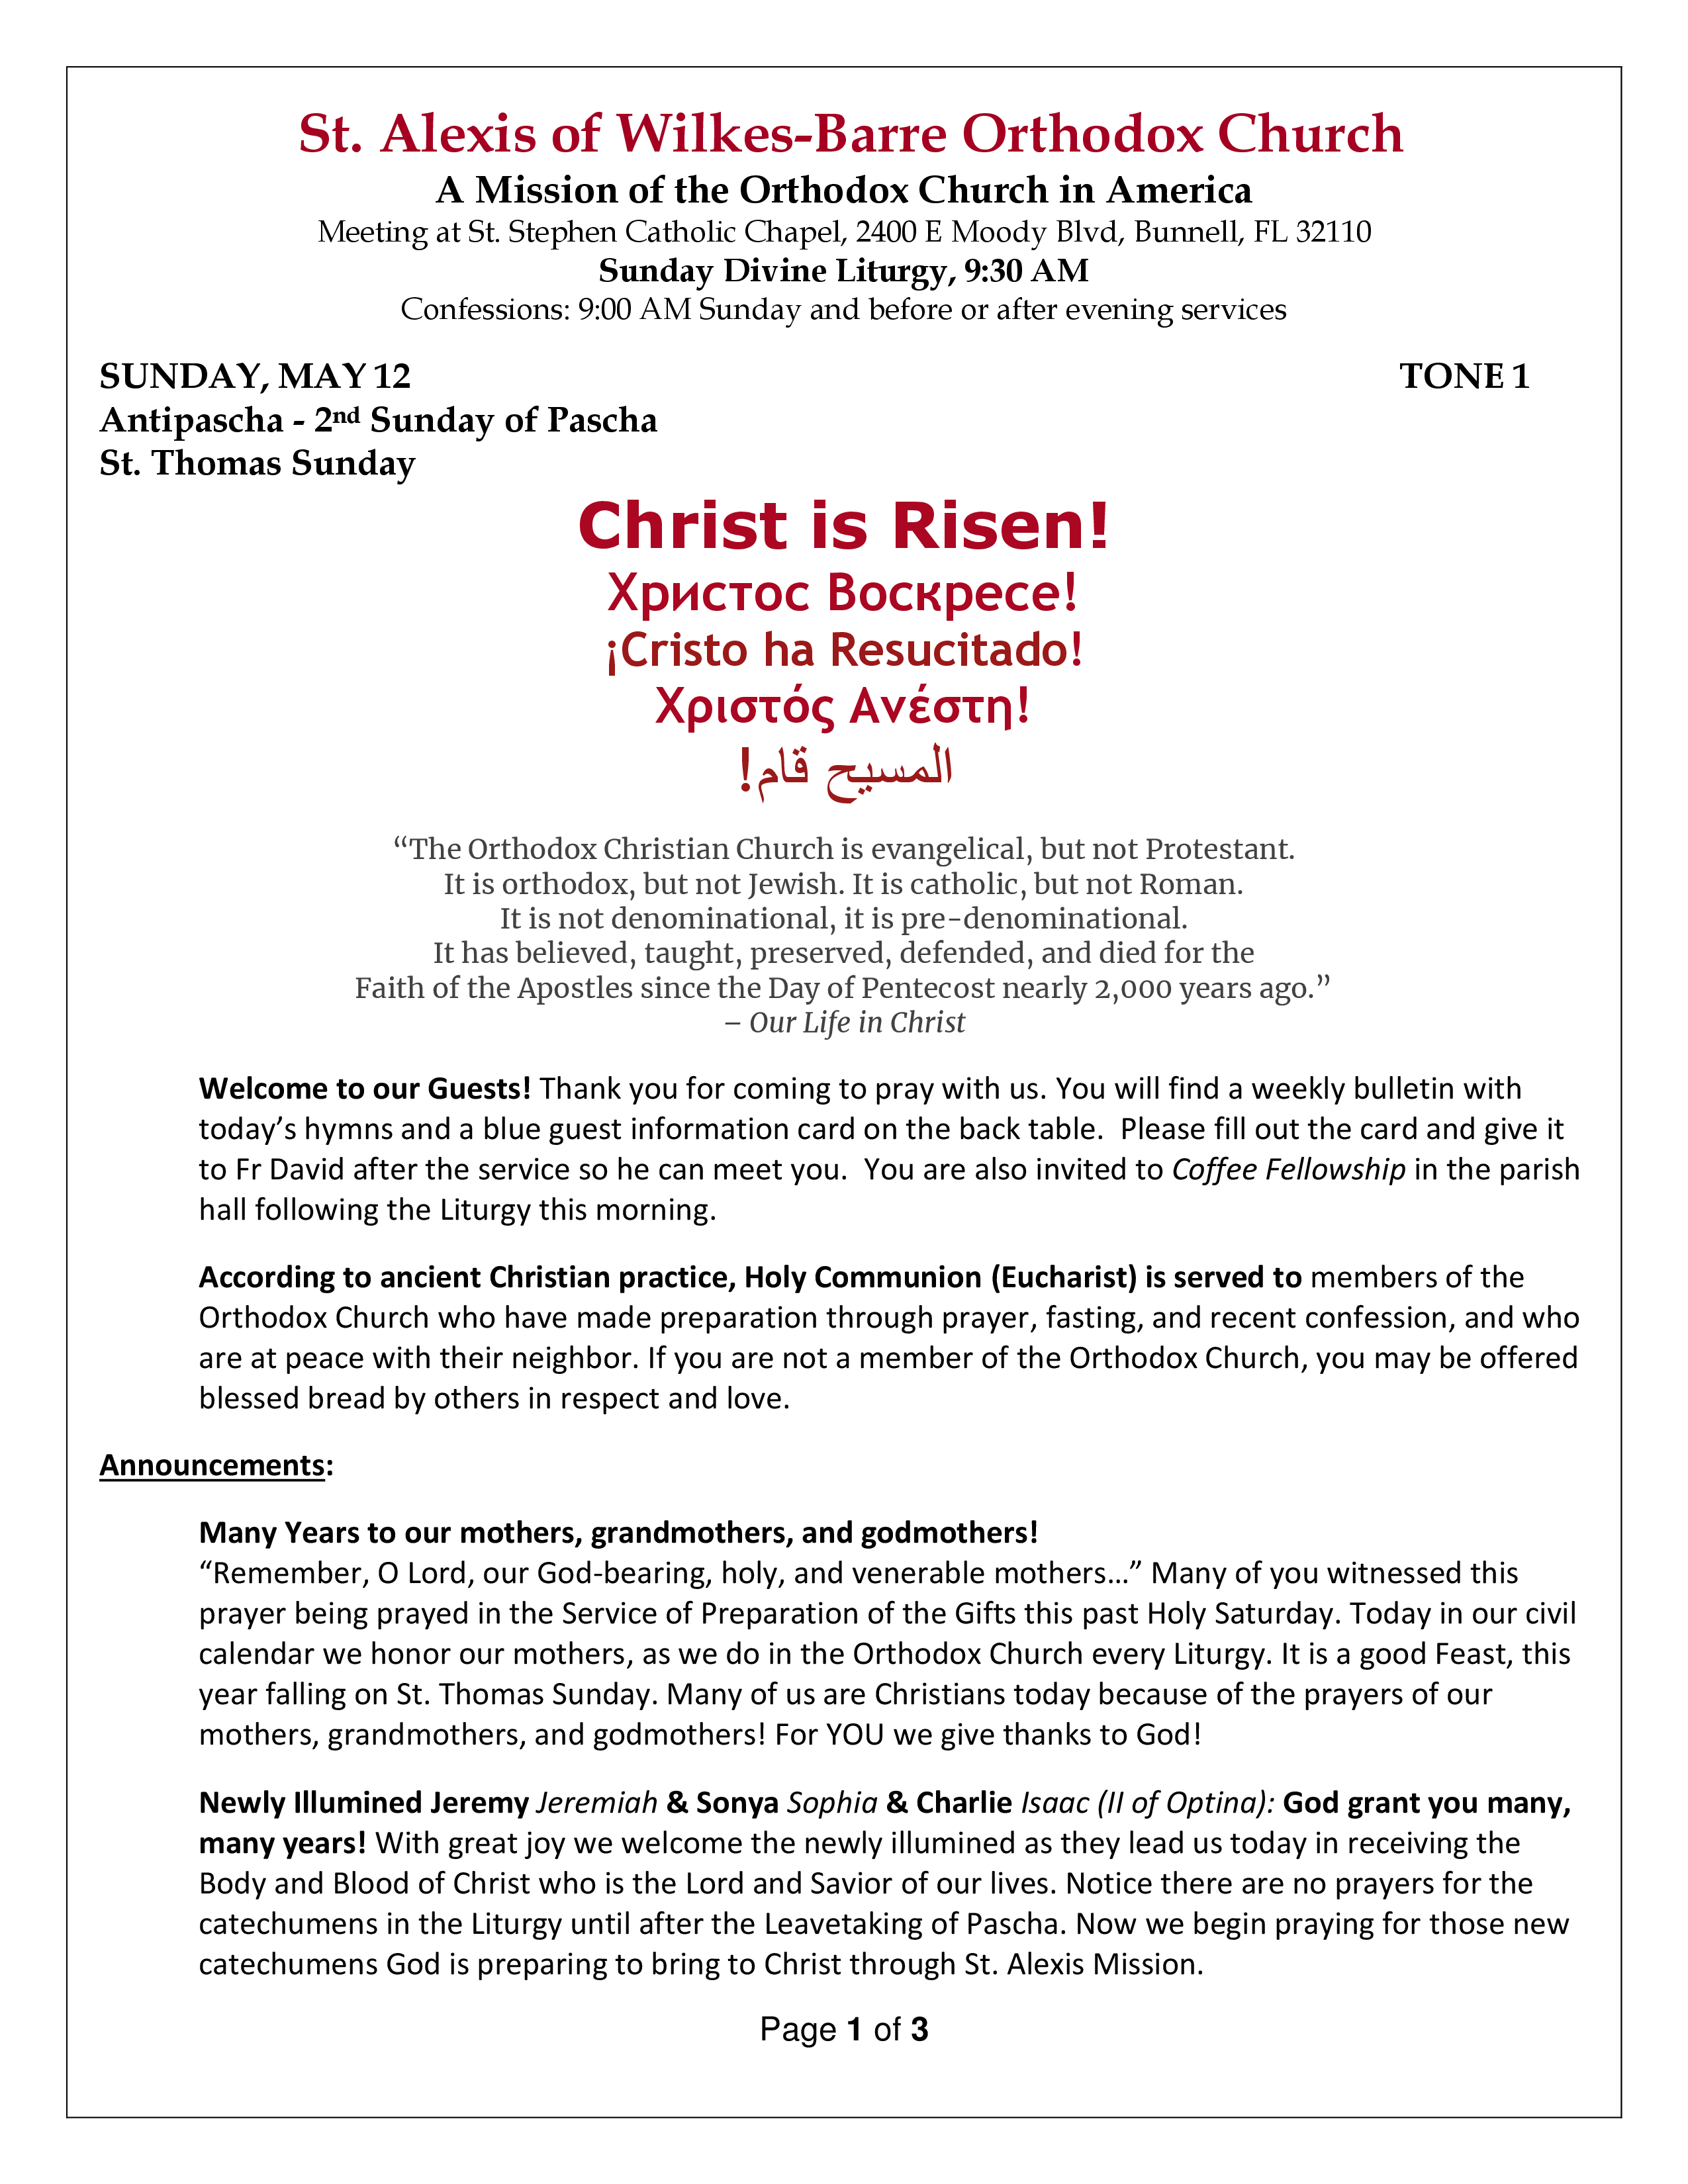 St. Alexis of Wilkes-Barre Orthodox Church
A Mission of the Orthodox Church in America
Meeting at St. Stephen Catholic Chapel, 2400 E Moody Blvd, Bunnell, FL 32110
Sunday Divine Liturgy, 9:30 AM
Confessions: 9:00 AM Sunday and before or after evening services
SUNDAY, MAY 12 TONE 1
Antipascha - 2nd Sunday of Pascha
St. Thomas Sunday
Christ is Risen!
Христос Воскресе!
¡Cristo ha Resucitado!
Χριστός Ανέστη!
المسيح قام!
“The Orthodox Christian Church is evangelical, but not Protestant.
It is orthodox, but not Jewish. It is catholic, but not Roman.
It is not denominational, it is pre-denominational.
It has believed, taught, preserved, defended, and died for the
Faith of the Apostles since the Day of Pentecost nearly 2,000 years ago.”
– Our Life in Christ
Welcome to our Guests! Thank you for coming to pray with us. You will find a weekly bulletin with
today’s hymns and a blue guest information card on the back table. Please fill out the card and give it
to Fr David after the service so he can meet you. You are also invited to Coffee Fellowship in the parish
hall following the Liturgy this morning.
According to ancient Christian practice, Holy Communion (Eucharist) is served to members of the
Orthodox Church who have made preparation through prayer, fasting, and recent confession, and who
are at peace with their neighbor. If you are not a member of the Orthodox Church, you may be offered
blessed bread by others in respect and love.
Announcements:
Many Years to our mothers, grandmothers, and godmothers!
“Remember, O Lord, our God-bearing, holy, and venerable mothers…” Many of you witnessed this
prayer being prayed in the Service of Preparation of the Gifts this past Holy Saturday. Today in our civil
calendar we honor our mothers, as we do in the Orthodox Church every Liturgy. It is a good Feast, this
year falling on St. Thomas Sunday. Many of us are Christians today because of the prayers of our
mothers, grandmothers, and godmothers! For YOU we give thanks to God!
Newly Illumined Jeremy Jeremiah & Sonya Sophia & Charlie Isaac (II of Optina): God grant you many,
many years! With great joy we welcome the newly illumined as they lead us today in receiving the
Body and Blood of Christ who is the Lord and Savior of our lives. Notice there are no prayers for the
catechumens in the Liturgy until after the Leavetaking of Pascha. Now we begin praying for those new
catechumens God is preparing to bring to Christ through St. Alexis Mission.
Page 1 of 3